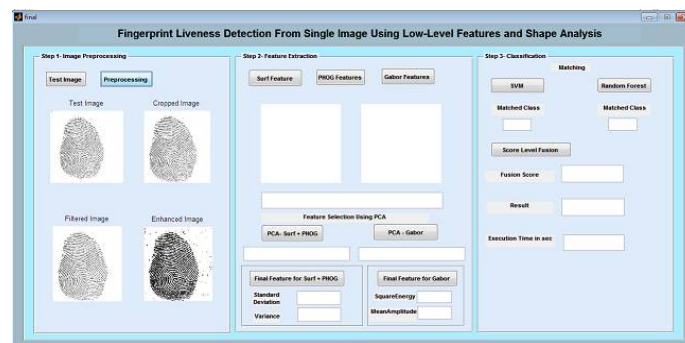 final
Fingerprint Liveness Detection From Single Image Using Low-Level Features and Shape Analysis
Step 1- Image Preprocessing
Test Image
Preprocessing
Test Image
Cropped Image
Filtered Image
Enhanced Image
Step 2- Feature Extraction
Surf Feature
PHOG Features
Gabor Features
Feature Selection Using PCA
PCA- Surf + PHOG
PCA - Gabor
Final Feature for Surf + PHOG
Standard
Deviation
Variance
Final Feature for Gabor
SquareEnergy
MeanAmplitude
Step 3- Classification
Matching
SVM
Random Forest
Matched Class
Matched Class
Score Level Fusion
Fusion Score
Result
Execution Time in sec